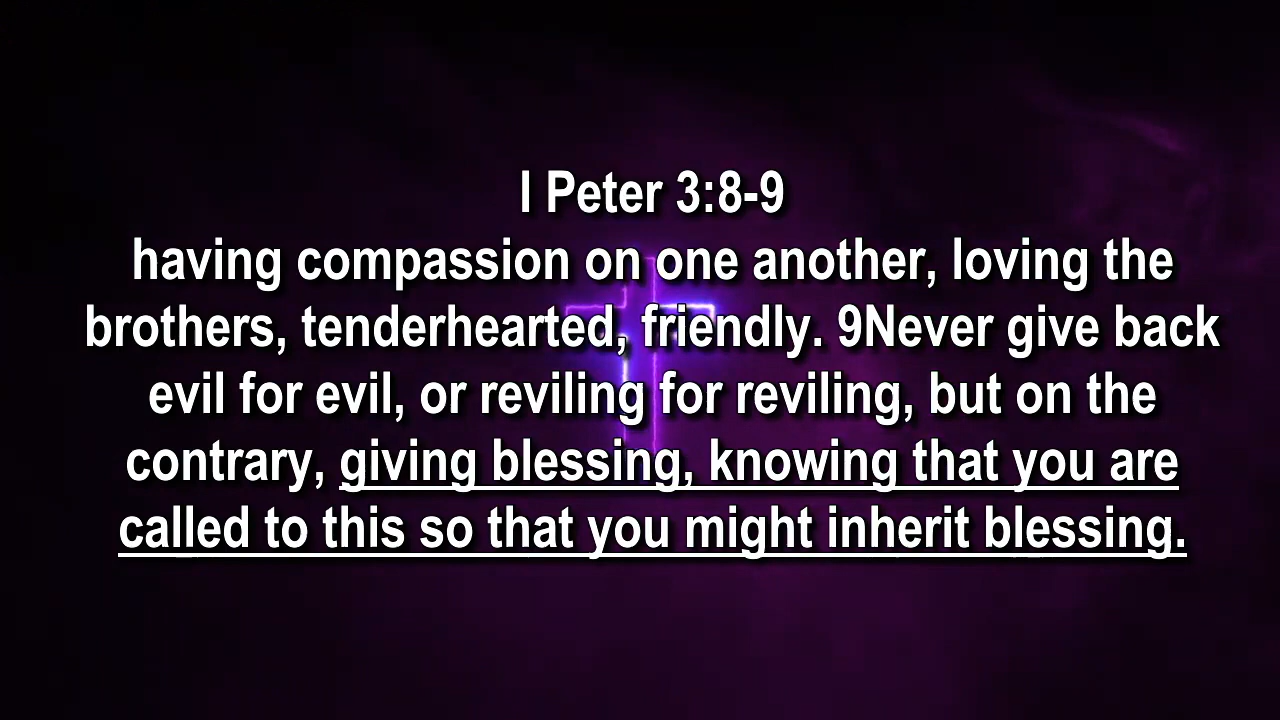 I Peter 3:8-9
having compassion on one another, loving the
brothers, tenderhearted, friendly. 9Never give back
evil for evil, or reviling for reviling, but on the
contrary, giving blessing, knowing that you are
called to this so that you might inherit blessing.